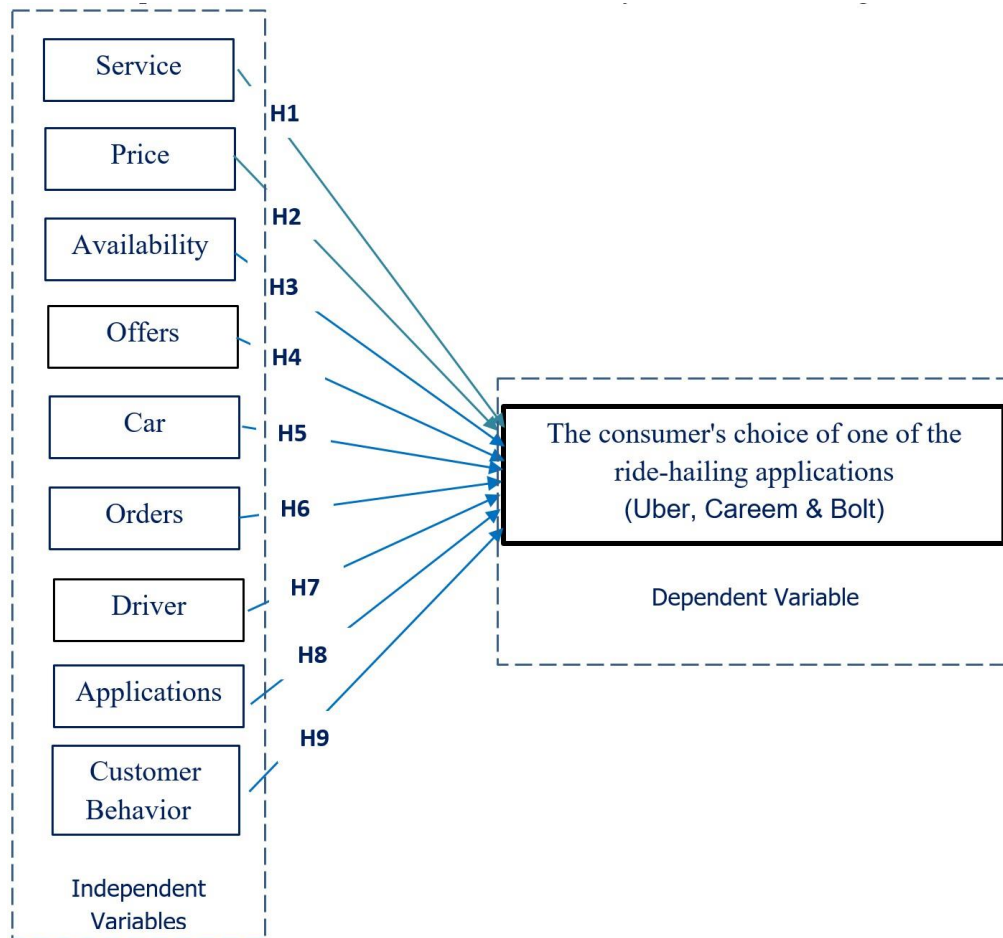 Service
H1
Price
H2
Availability
H3
Offers
H4
Car
H5
Orders
H6
Driver
H7
Applications
H8
Customer
Behavior
H9
Independent
Variables
The consumer's choice of one of the
ride-hailing applications
(Uber, Careem & Bolt)
Dependent Variable